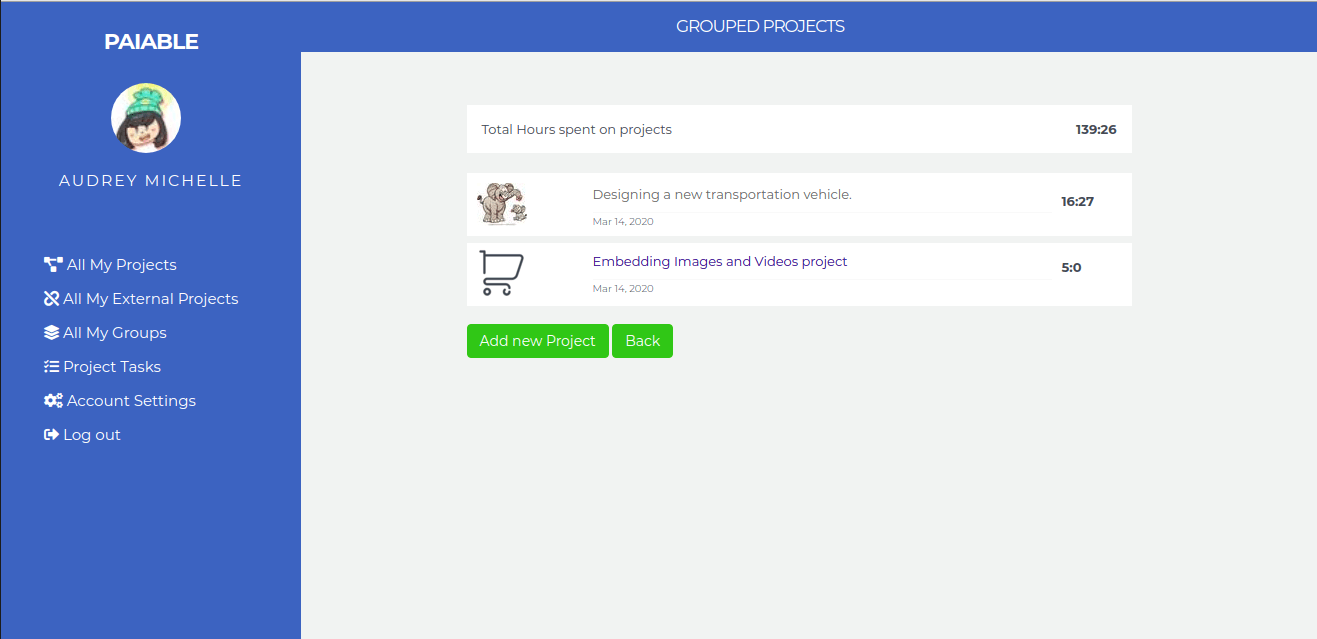 PAIABLE
AUDREY MICHELLE
All My Projects
All My External Projects
All My Groups
Project Tasks
Account Settings
Log out
GROUPED PROJECTS
Total Hours spent on projects 139:26
Designing a new transportation vehicle. 16:27
Mar 14, 2020
Embedding Images and Videos project 5:0
Mar 14, 2020
Add new Project Back